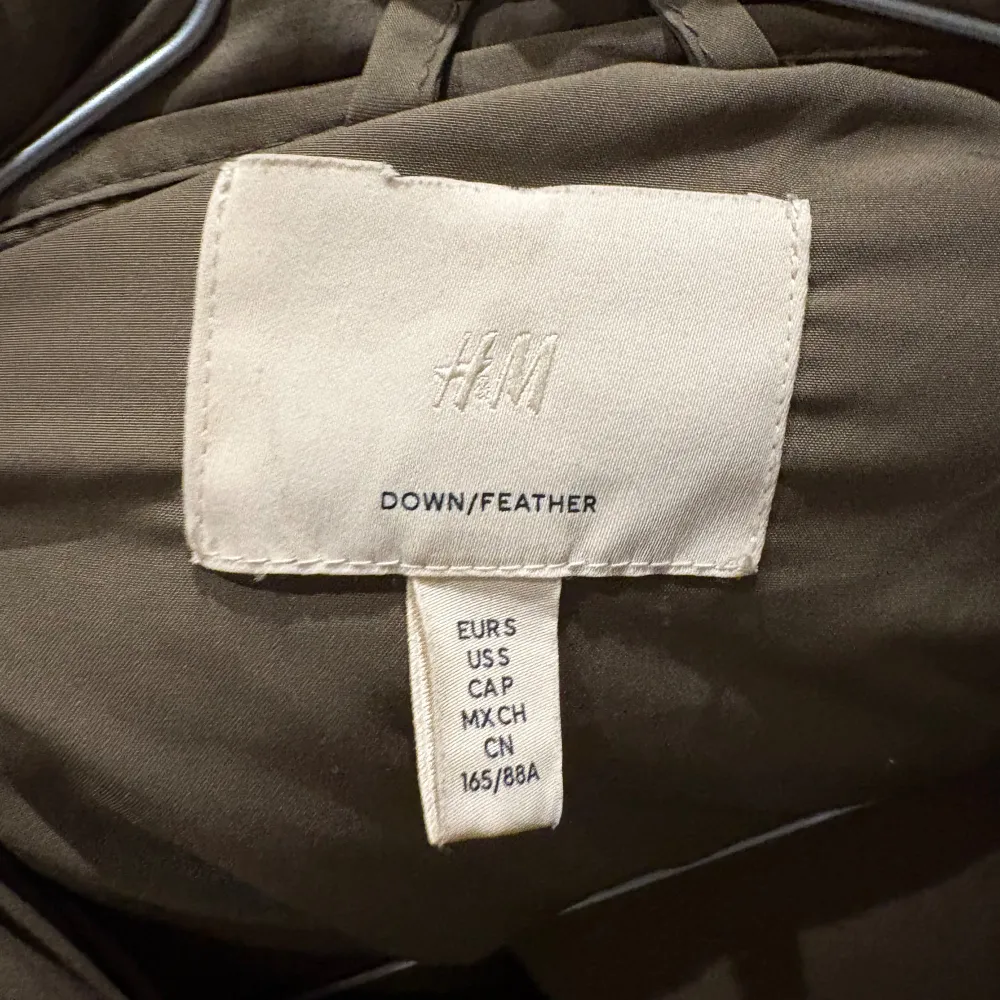 H&M
DOWN/FEATHER
EUR S
US S
CA P
MX CH
CN
165/88A